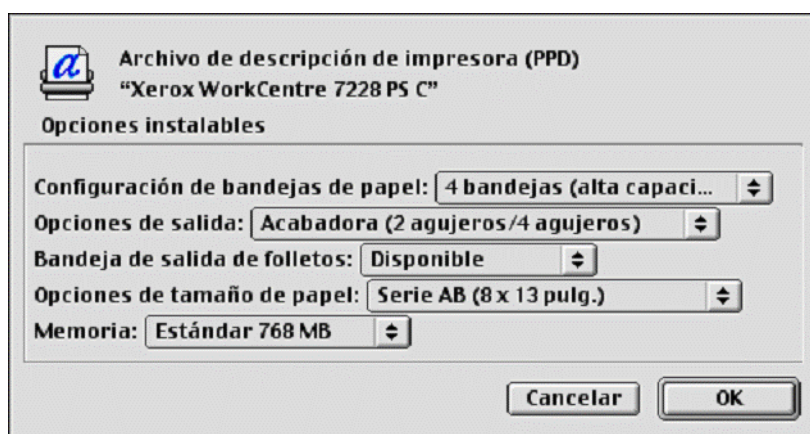 Archivo de descripción de impresora (PPD)
“Xerox WorkCentre 7228 PS C”
Opciones instalables
Configuración de bandejas de papel: 4 bandejas (alta capaci...
Opciones de salida: Acabadora (2 agujeros/4 agujeros)
Bandeja de salida de folletos: Disponible
Opciones de tamaño de papel: Serie AB (8 x 13 pulg.)
Memoria: Estándar 768 MB
Cancelar OK